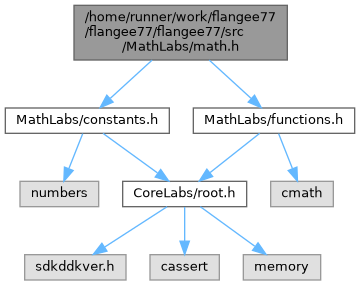 /home/runner/work/flangee77
/flangee77/flangee77/src
/MathLabs/math.h
MathLabs/constants.h
MathLabs/functions.h
numbers
CoreLabs/root.h
cmath
sdkddkver.h
cassert
memory